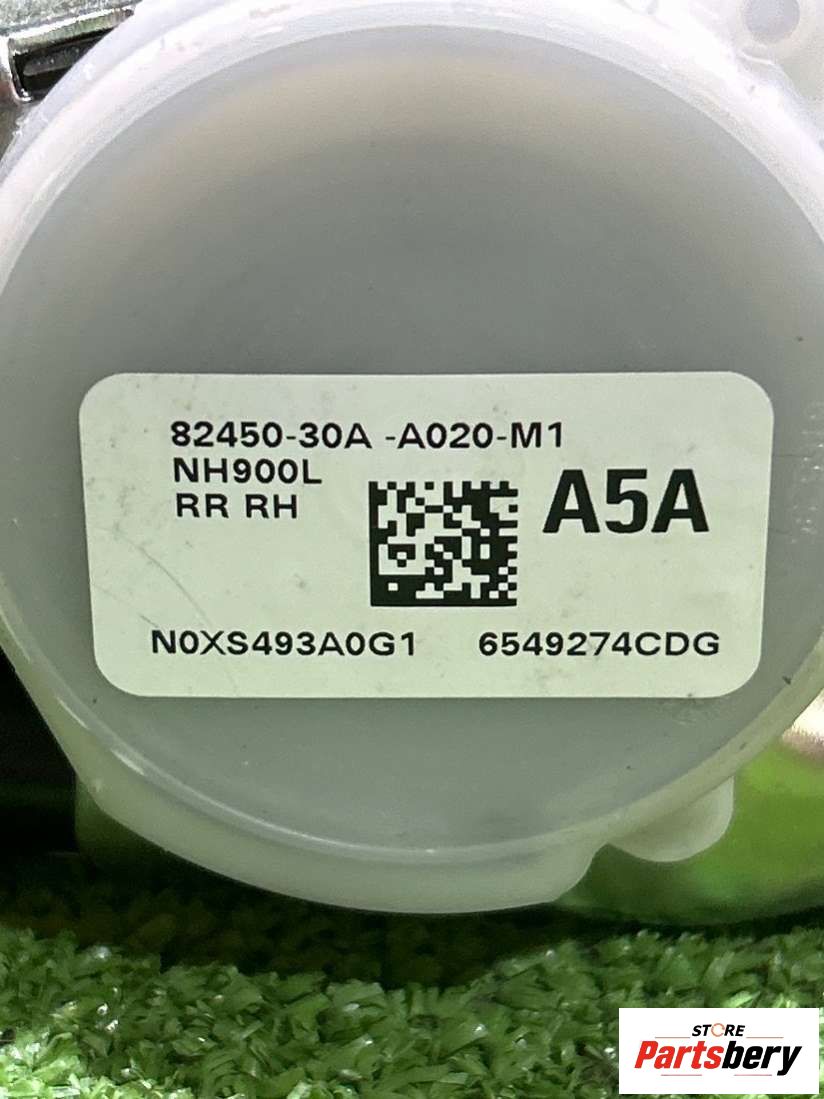 82450-30A -A020-M1
NH900L
RR RH
A5A
N0XS493A0G1 6549274CDG
STORE
Partsbery